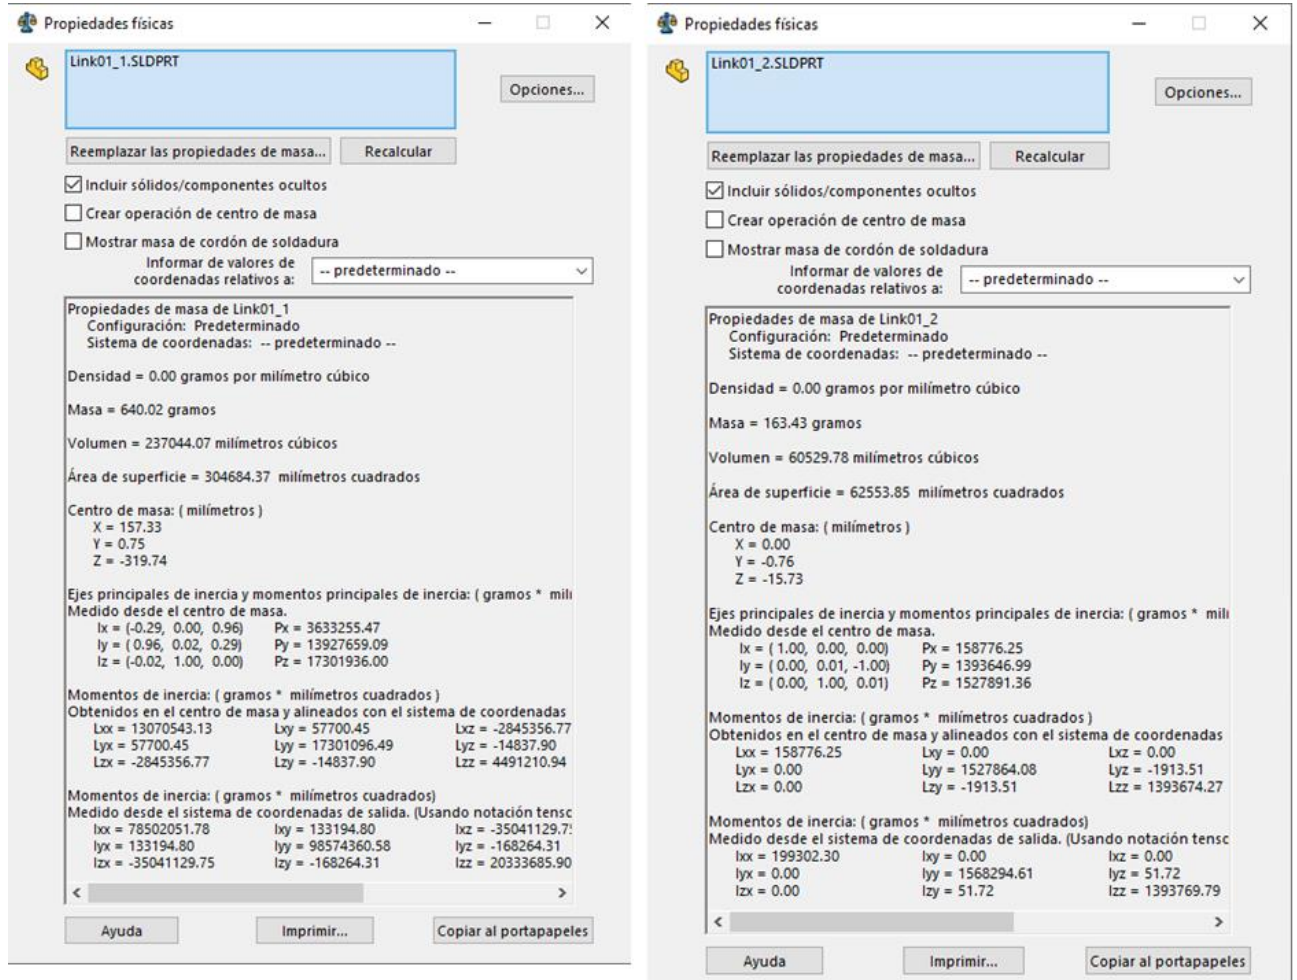 Propiedades físicas
Link01_1.SLDPRT
Opciones...
Reemplazar las propiedades de masa...
Recalcular
Incluir sólidos/componentes ocultos
Crear operación de centro de masa
Mostrar masa de cordón de soldadura
Informar de valores de
coordenadas relativos a:
-- predeterminado --
Propiedades de masa de Link01_1
Configuración: Predeterminado
Sistema de coordenadas: -- predeterminado --
Densidad = 0.00 gramos por milímetro cúbico
Masa = 640.02 gramos
Volumen = 237044.07 milímetros cúbicos
Área de superficie = 304684.37 milímetros cuadrados
Centro de masa: ( milímetros )
X = 157.33
Y = 0.75
Z = -319.74
Ejes principales de inercia y momentos principales de inercia: ( gramos * mili
Medido desde el centro de masa.
Ix = (-0.29, 0.00, 0.96) Px = 3633255.47
Iy = ( 0.96, 0.02, 0.29) Py = 13927659.09
Iz = (-0.02, 1.00, 0.00) Pz = 17301936.00
Momentos de inercia: ( gramos * milímetros cuadrados )
Obtenidos en el centro de masa y alineados con el sistema de coordenadas
Lxx = 13070543.13 Lxy = 57700.45 Lxz = -2845356.77
Lyx = 57700.45 Lyy = 17301096.49 Lyz = -14837.90
Lzx = -2845356.77 Lzy = -14837.90 Lzz = 4491210.94
Momentos de inercia: ( gramos * milímetros cuadrados)
Medido desde el sistema de coordenadas de salida. (Usando notación tensc
Ixx = 78502051.78 Ixy = 133194.80 Ixz = -35041129.75
Iyx = 133194.80 Iyy = 98574360.58 Iyz = -168264.31
Izx = -35041129.75 Izy = -168264.31 Izz = 20333685.90
Ayuda
Imprimir...
Copiar al portapapeles
Propiedades físicas
Link01_2.SLDPRT
Opciones...
Reemplazar las propiedades de masa...
Recalcular
Incluir sólidos/componentes ocultos
Crear operación de centro de masa
Mostrar masa de cordón de soldadura
Informar de valores de
coordenadas relativos a:
-- predeterminado --
Propiedades de masa de Link01_2
Configuración: Predeterminado
Sistema de coordenadas: -- predeterminado --
Densidad = 0.00 gramos por milímetro cúbico
Masa = 163.43 gramos
Volumen = 60529.78 milímetros cúbicos
Área de superficie = 62553.85 milímetros cuadrados
Centro de masa: ( milímetros )
X = 0.00
Y = -0.76
Z = -15.73
Ejes principales de inercia y momentos principales de inercia: ( gramos * mili
Medido desde el centro de masa.
Ix = ( 1.00, 0.00, 0.00) Px = 158776.25
Iy = ( 0.00, 0.01, -1.00) Py = 1393646.99
Iz = ( 0.00, 1.00, 0.01) Pz = 1527891.36
Momentos de inercia: ( gramos * milímetros cuadrados )
Obtenidos en el centro de masa y alineados con el sistema de coordenadas
Lxx = 158776.25 Lxy = 0.00 Lxz = 0.00
Lyx = 0.00 Lyy = 1527864.08 Lyz = -1913.51
Lzx = 0.00 Lzy = -1913.51 Lzz = 1393674.27
Momentos de inercia: ( gramos * milímetros cuadrados)
Medido desde el sistema de coordenadas de salida. (Usando notación tensc
Ixx = 199302.30 Ixy = 0.00 Ixz = 0.00
Iyx = 0.00 Iyy = 1568294.61 Iyz = 51.72
Izx = 0.00 Izy = 51.72 Izz = 1393769.79
Ayuda
Imprimir...
Copiar al portapapeles